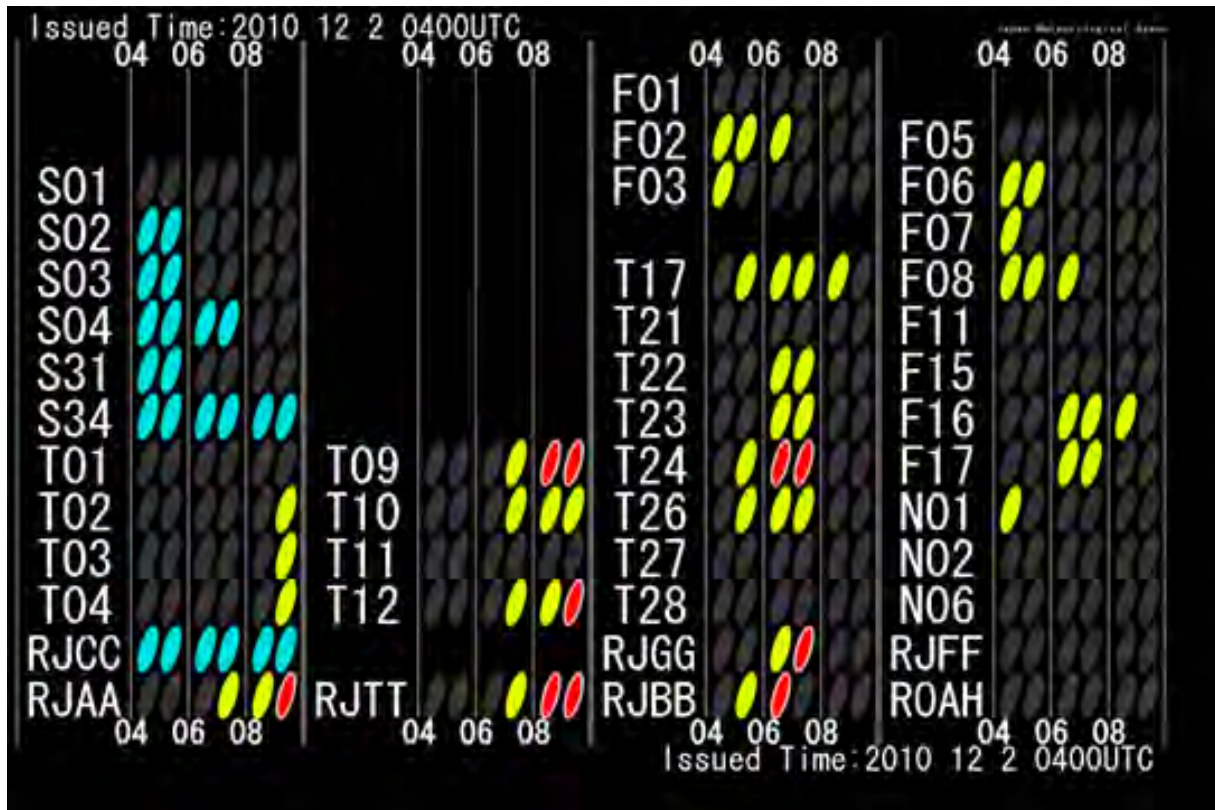 Issued Time:2010 12 2 0400UTC
Japan Meteorological Agency
04 06 08
S01
S02
S03
S04
S31
S34
T01
T02
T03
T04
RJCC
RJAA
04 06 08
04 06 08
T09
T10
T11
T12
RJTT
04 06 08
04 06 08
F01
F02
F03
T17
T21
T22
T23
T24
T26
T27
T28
RJGG
RJBB
04 06 08
04 06 08
F05
F06
F07
F08
F11
F15
F16
F17
N01
N02
N06
RJFF
ROAH
04 06 08
Issued Time:2010 12 2 0400UTC